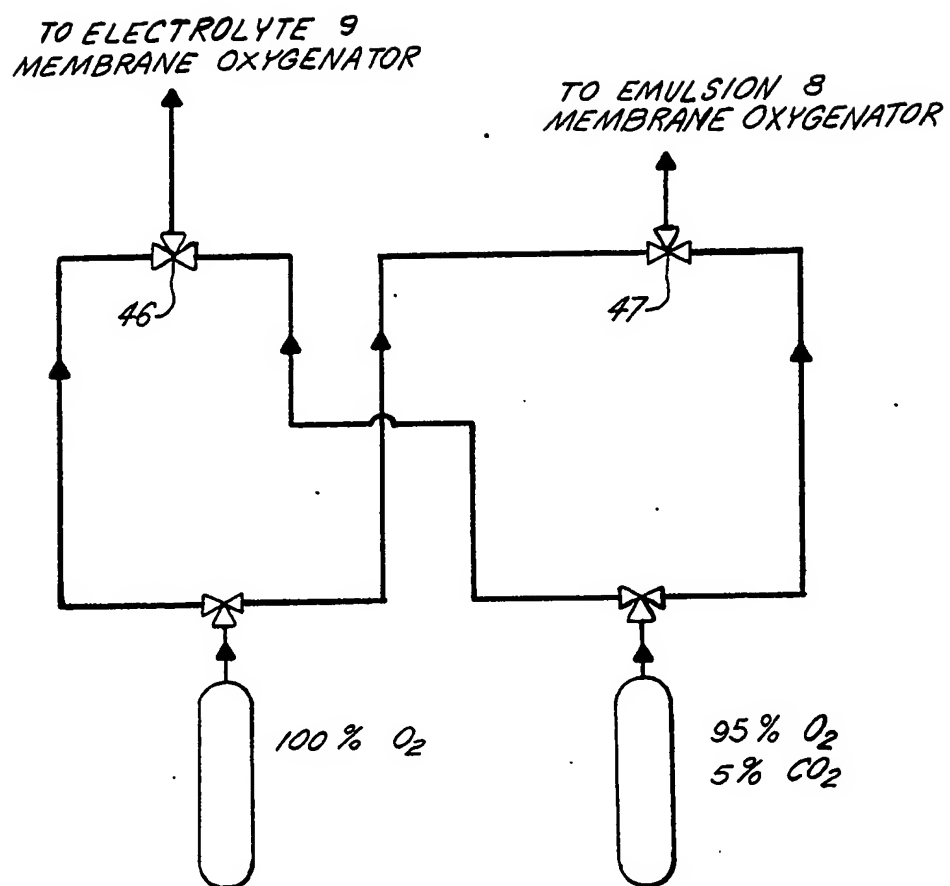 TO ELECTROLYTE 9
MEMBRANE OXYGENATOR
TO EMULSION 8
MEMBRANE OXYGENATOR
46
47
100% O₂
95% O₂
5% CO₂